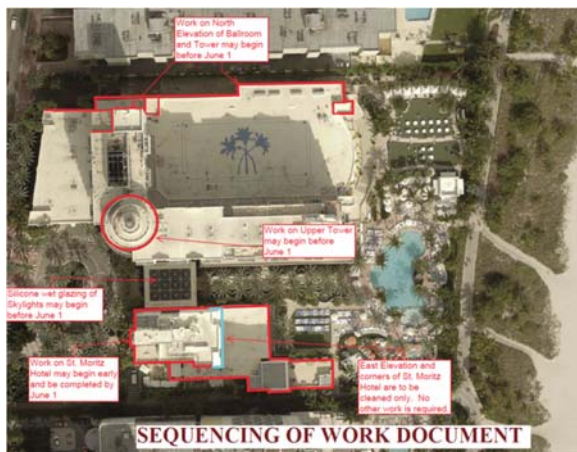 Work on North
Elevation of Ballroom
and Tower may begin
before June 1
Work on Upper Tower
may begin before
June 1
Silicone wet glazing of
Skylights may begin
before June 1
Work on St. Moritz
Hotel may begin early
and be completed by
June 1
East Elevation and
corners of St. Moritz
Hotel are to be
cleaned only. No
other work is required.
SEQUENCING OF WORK DOCUMENT